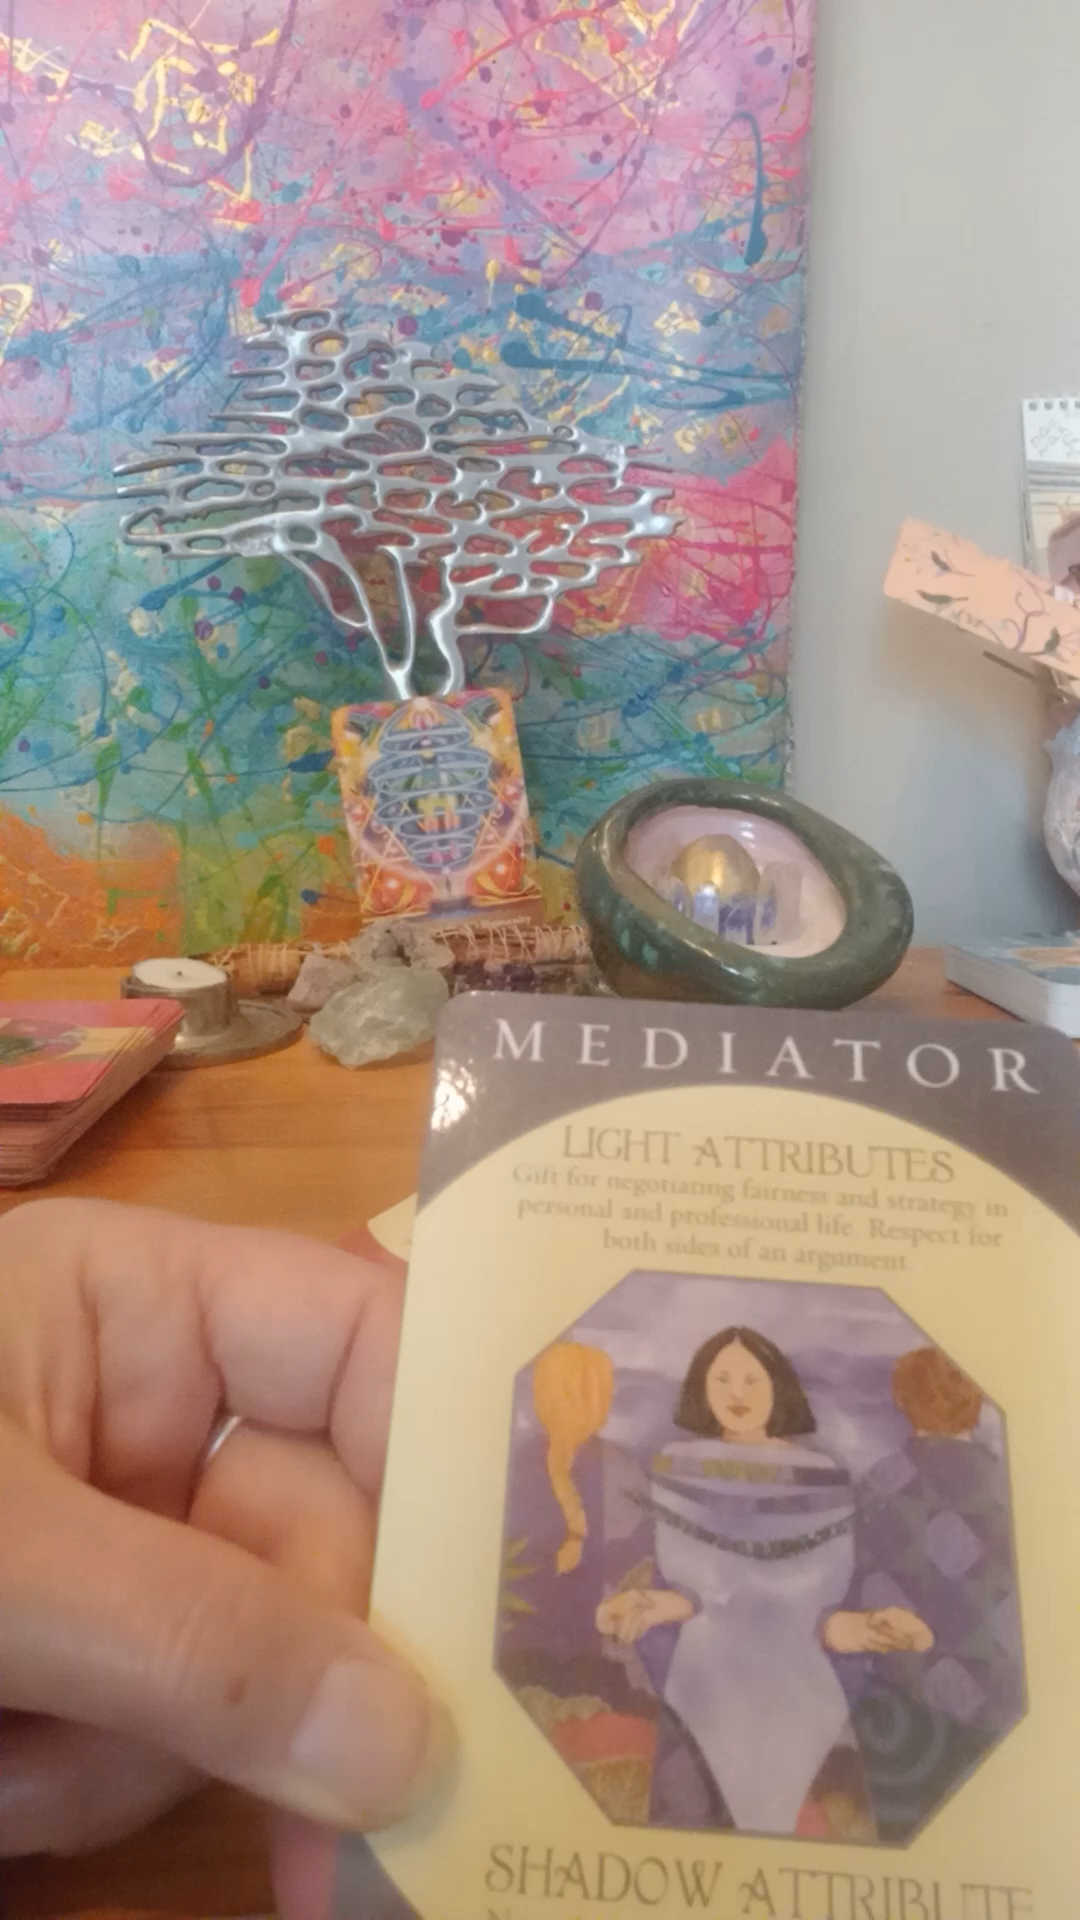 MEDIATOR
LIGHT ATTRIBUTES
Gift for negotiating fairness and strategy in
personal and professional life. Respect for
both sides of an argument.
SHADOW ATTRIBUTE